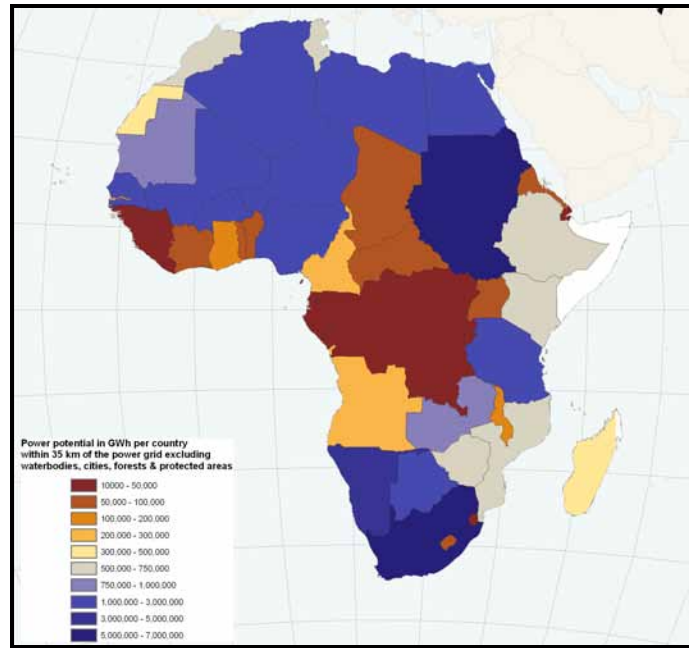 Power potential in GWh per country
within 35 km of the power grid excluding
waterbodies, cities, forests & protected areas
10000 - 50,000
50,000 - 100,000
100,000 - 200,000
200,000 - 300,000
300,000 - 500,000
500,000 - 750,000
750,000 - 1,000,000
1,000,000 - 3,000,000
3,000,000 - 5,000,000
5,000,000 - 7,000,000